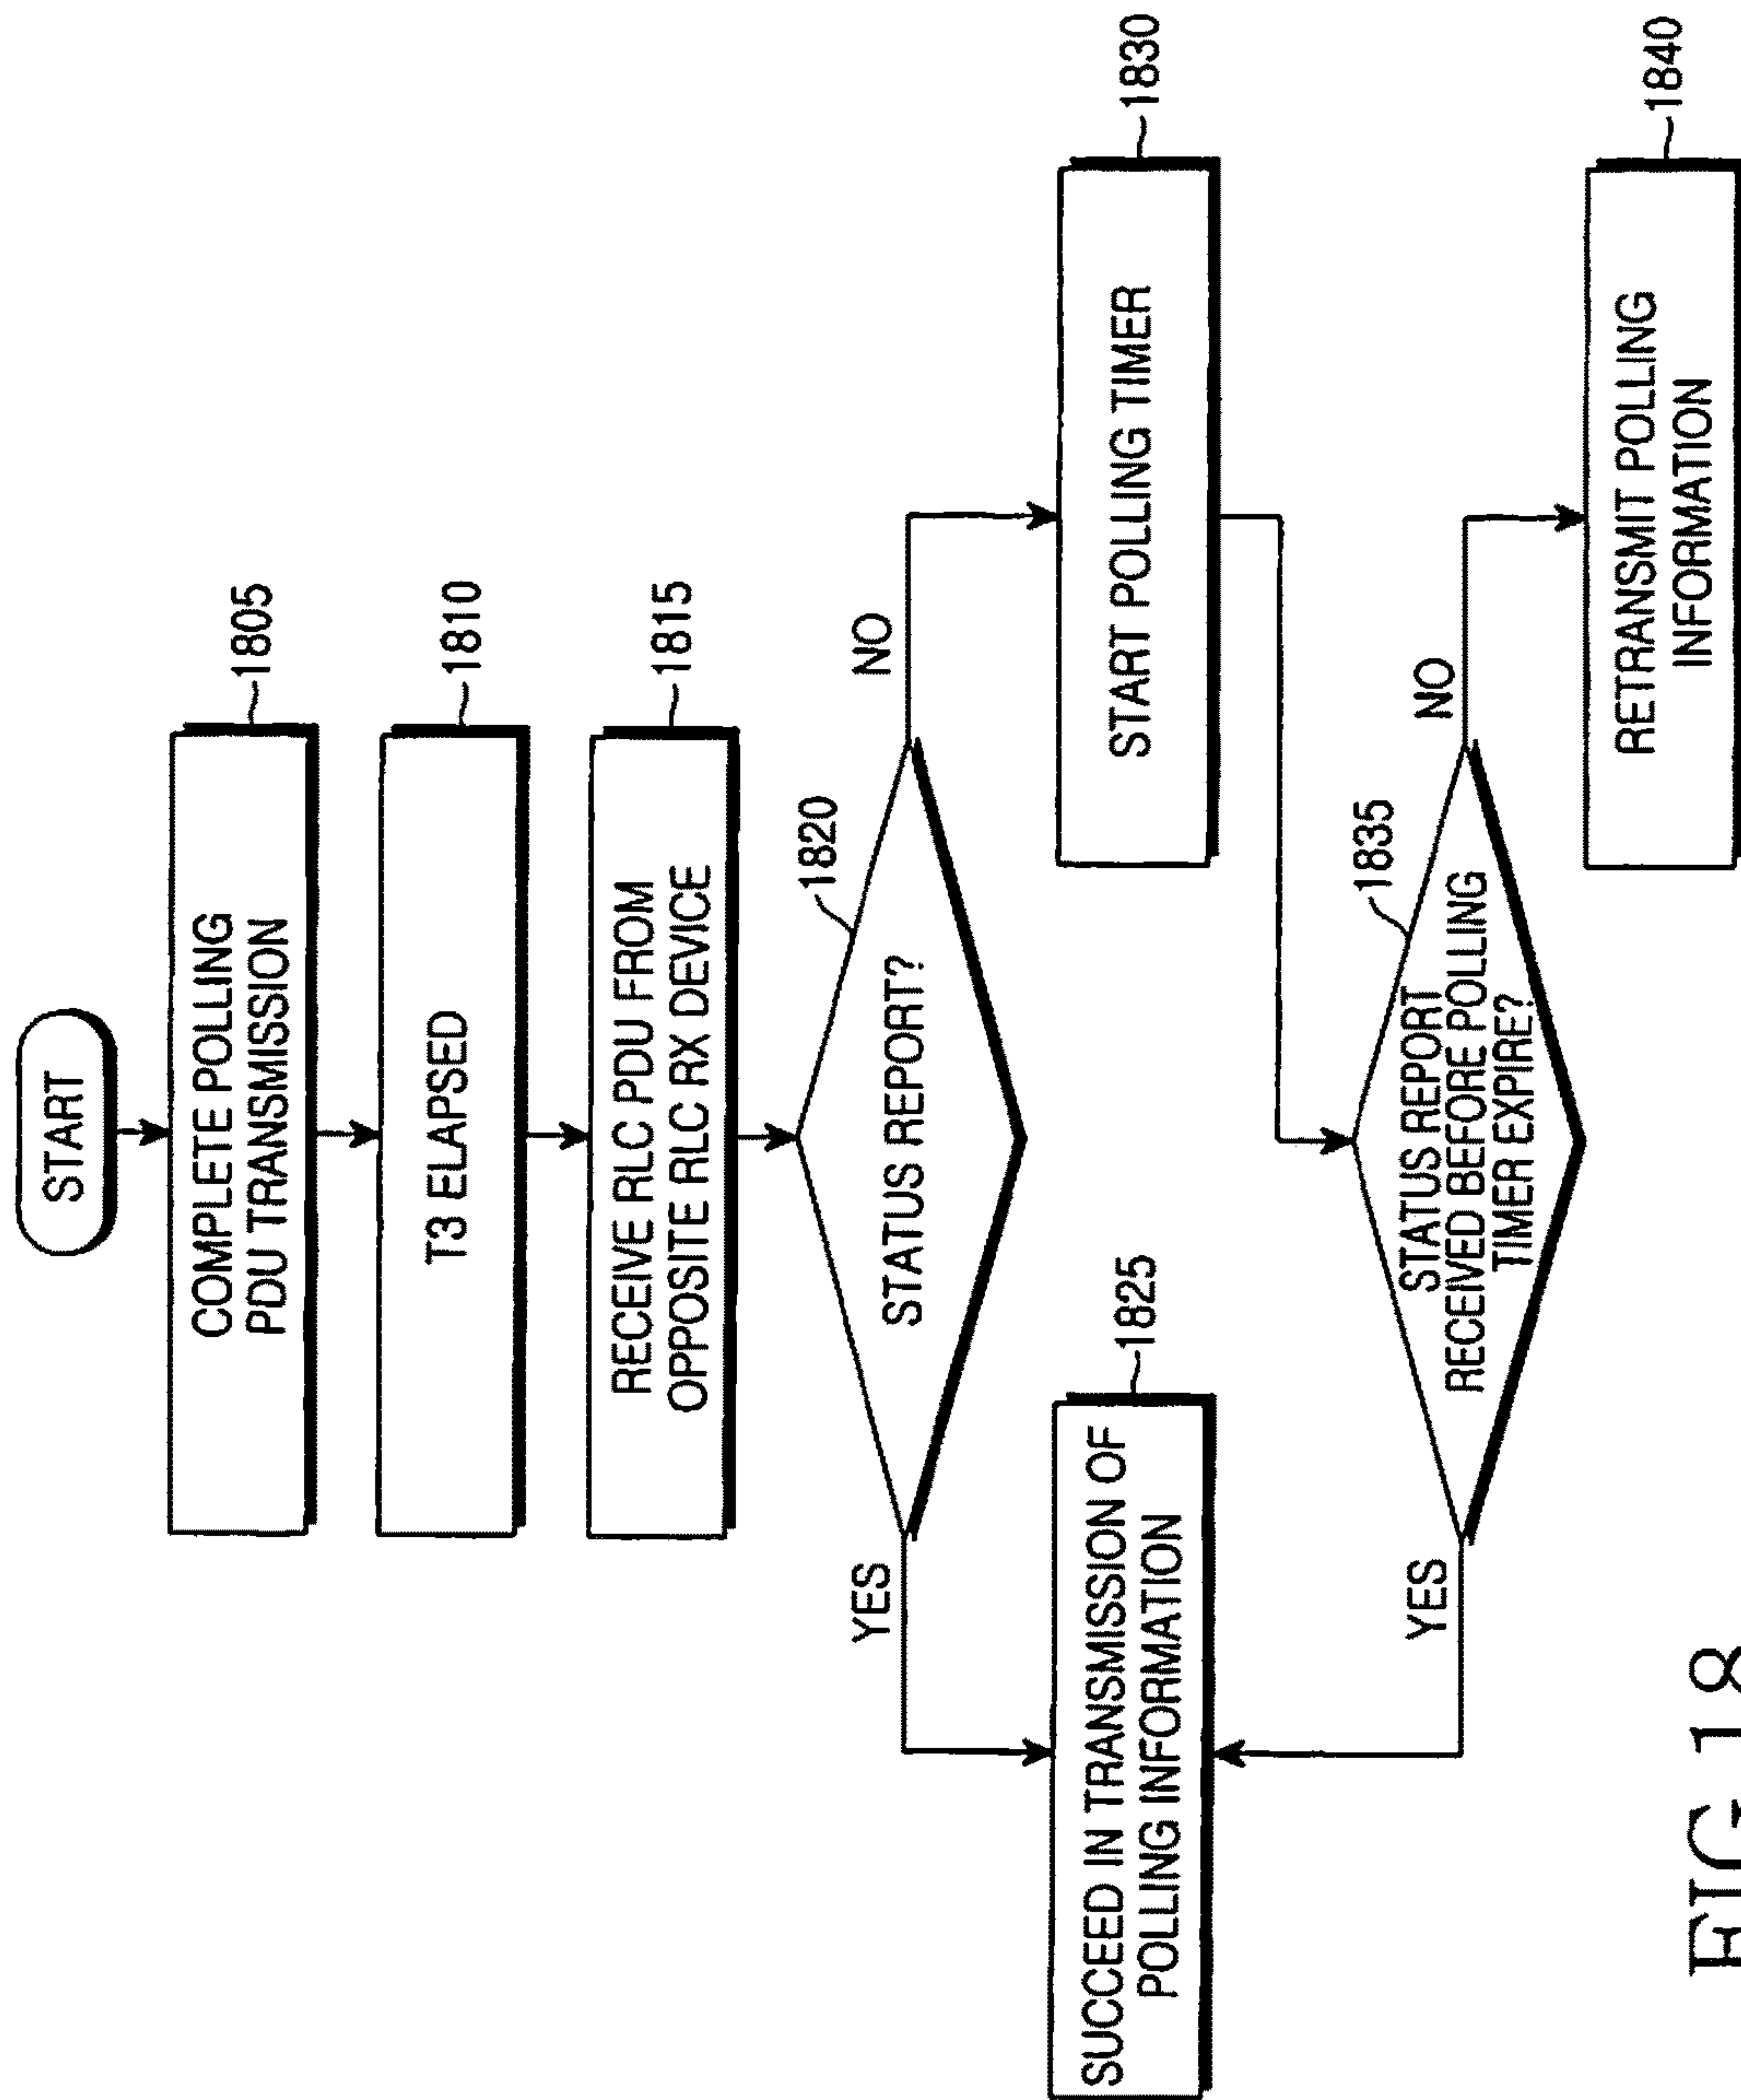 START
COMPLETE POLLING
PDU TRANSMISSION
1805
T3 ELAPSED
1810
RECEIVE RLC PDU FROM
OPPOSITE RLC RX DEVICE
1815
STATUS REPORT?
1820
YES
NO
SUCCEED IN TRANSMISSION OF
POLLING INFORMATION
1825
START POLLING TIMER
1830
STATUS REPORT
RECEIVED BEFORE POLLING
TIMER EXPIRE?
1835
YES
NO
RETRANSMIT POLLING
INFORMATION
1840
FIG.18